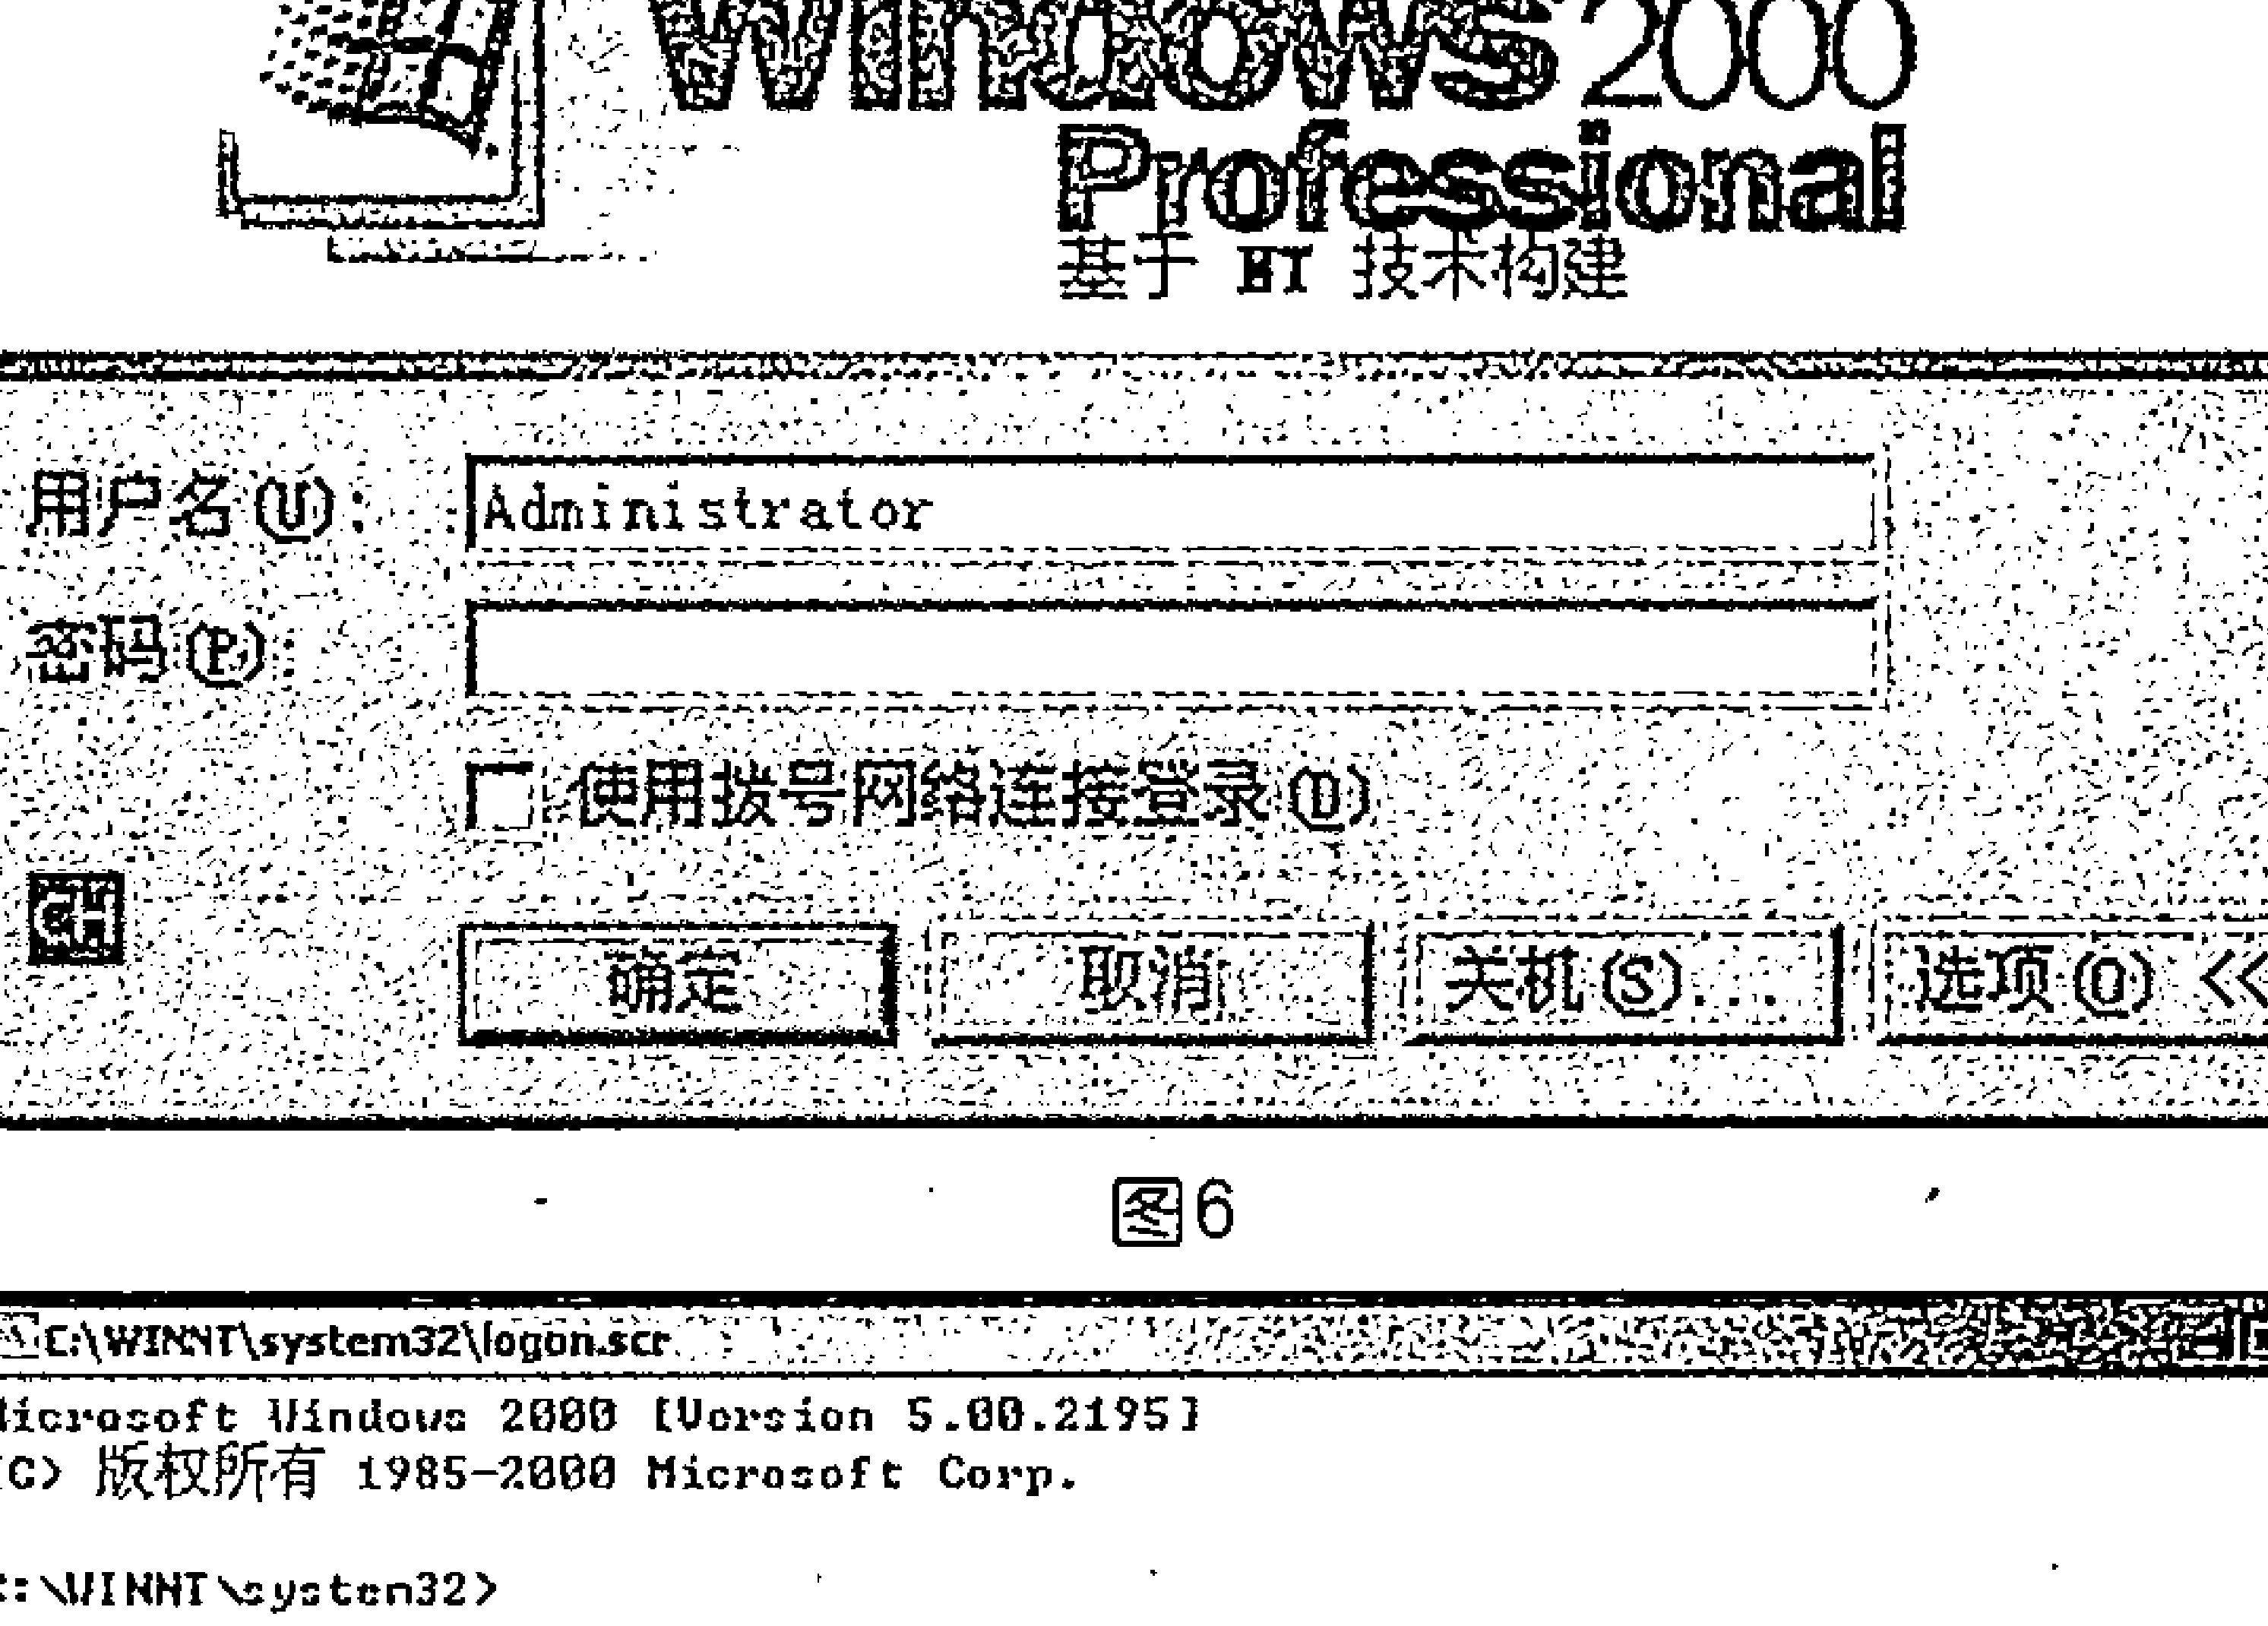 Windows 2000
Professional
基于 NT 技术构建
用户名(U): Administrator
密码(P):
使用拨号网络连接登录(D)
CH
确定 取消 关机(S)... 选项(O) <<
图6
C:\WINNT\system32\logon.scr
Microsoft Windows 2000 [Version 5.00.2195]
(C) 版权所有 1985-2000 Microsoft Corp.
C:\WINNT\system32>